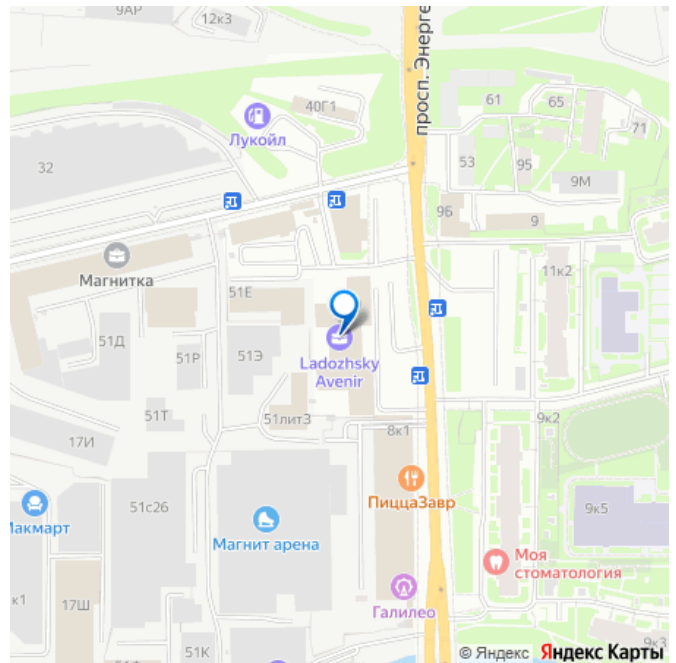 9АР
12к3
просп. Энерге
40Г1
Лукойл
61
65
71
32
53
95
9М
9Б
9
Магнитка
11к2
51Е
51Д
51Р
51Э
Ladozhsky
Avenir
51Т
51лит3
8к1
9к2
17И
ПиццаЗавр
51с26
9к5
Макмарт
Магнит арена
Моя
стоматология
к1
17Ш
Галилео
51К
9к3
© Яндекс Яндекс Карты